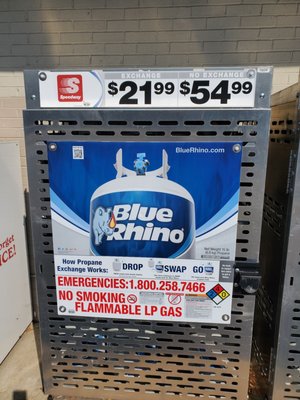 EXCHANGE NO EXCHANGE
S
Speedway
$21.99 $54.99
BlueRhino.com
Blue
Rhino
How Propane
Exchange Works:
DROP SWAP GO
EMERGENCIES:1.800.258.7466
NO SMOKING
FLAMMABLE LP GAS